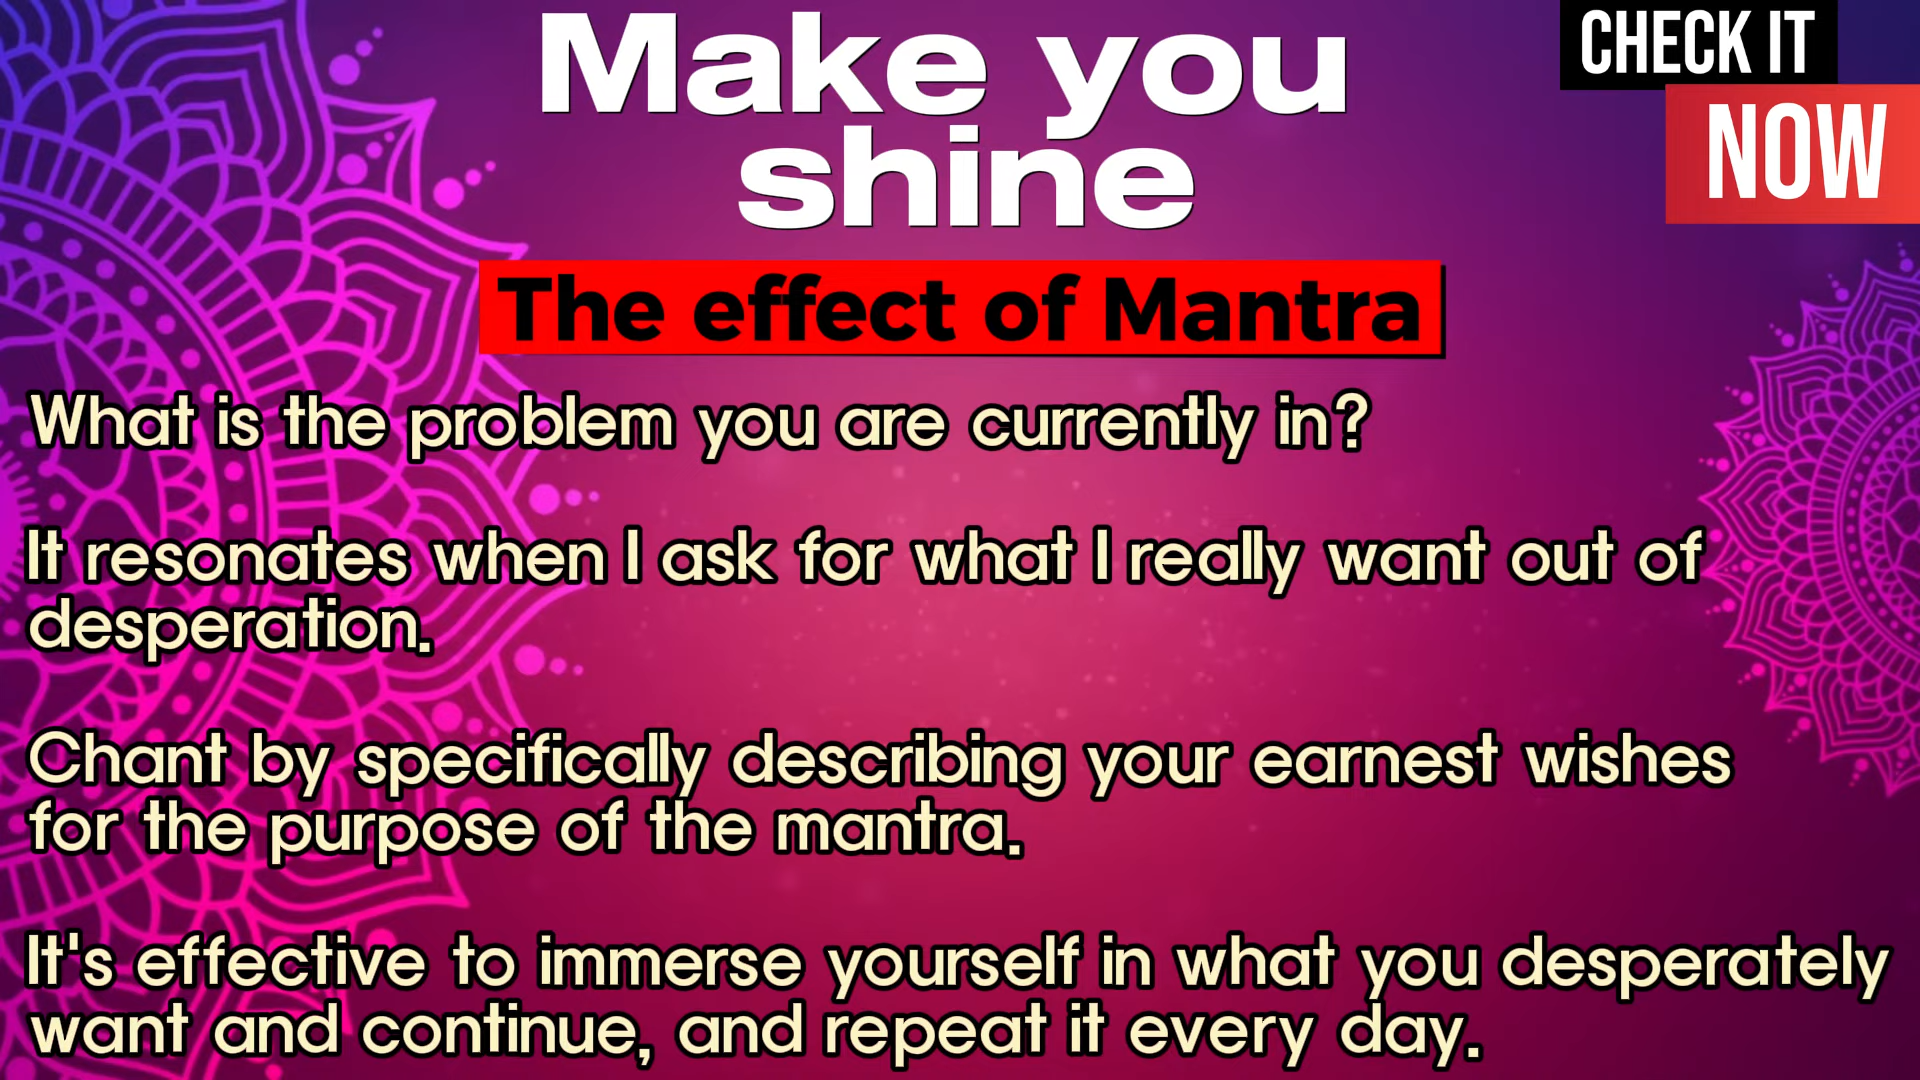 Make you
shine
CHECK IT
NOW
The effect of Mantra
What is the problem you are currently in?
It resonates when I ask for what I really want out of
desperation.
Chant by specifically describing your earnest wishes
for the purpose of the mantra.
It's effective to immerse yourself in what you desperately
want and continue, and repeat it every day.